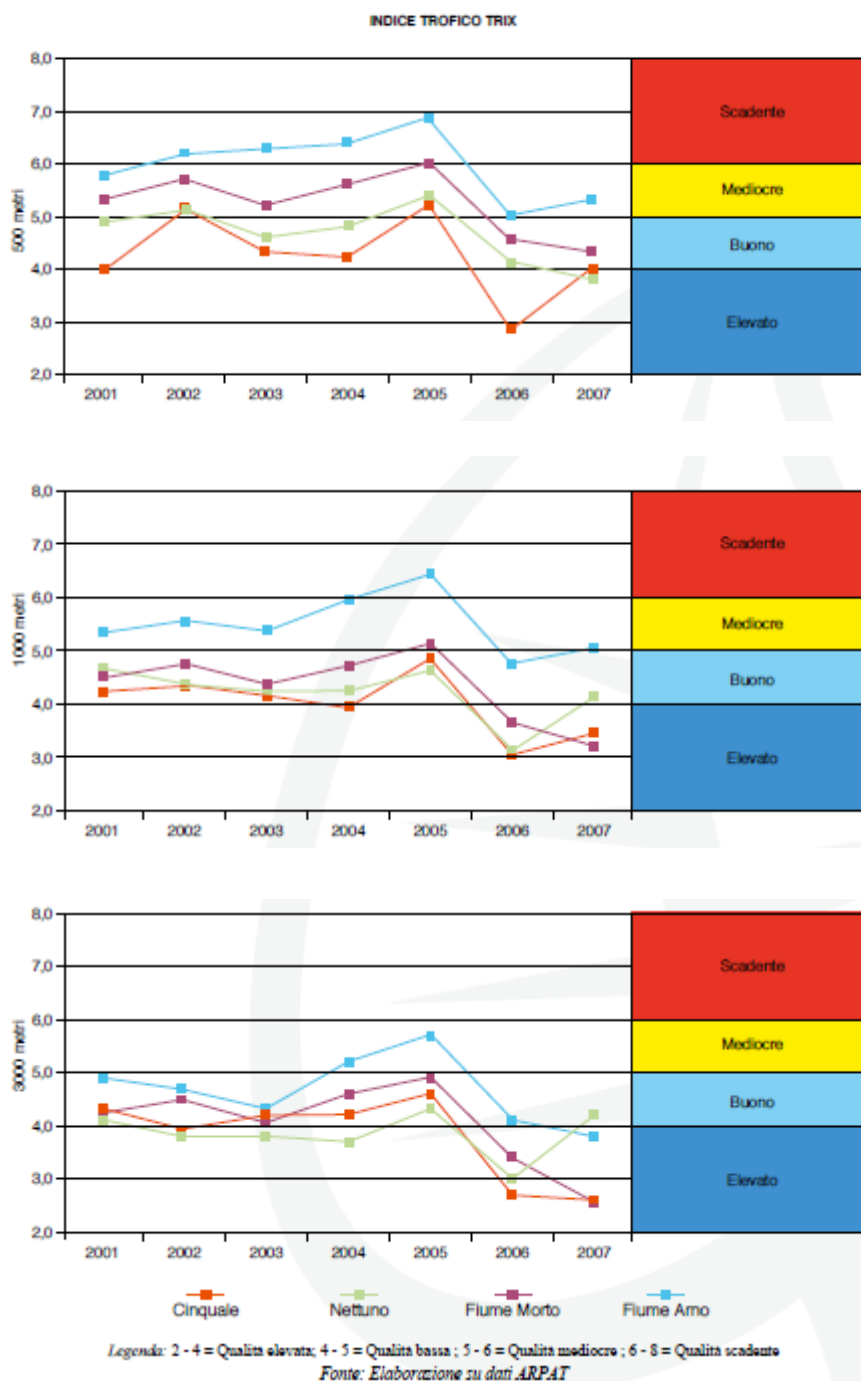 INDICE TROFICO TRIX
500 metri
8,0
7,0
6,0
5,0
4,0
3,0
2,0
2001 2002 2003 2004 2005 2006 2007
Scadente
Mediocre
Buono
Elevato
1000 metri
8,0
7,0
6,0
5,0
4,0
3,0
2,0
2001 2002 2003 2004 2005 2006 2007
Scadente
Mediocre
Buono
Elevato
3000 metri
8,0
7,0
6,0
5,0
4,0
3,0
2,0
2001 2002 2003 2004 2005 2006 2007
Scadente
Mediocre
Buono
Elevato
Cinquale Nettuno Fiume Morto Fiume Arno
Legenda: 2 - 4 = Qualità elevata; 4 - 5 = Qualità bassa ; 5 - 6 = Qualità mediocre ; 6 - 8 = Qualità scadente
Fonte: Elaborazione su dati ARPAT